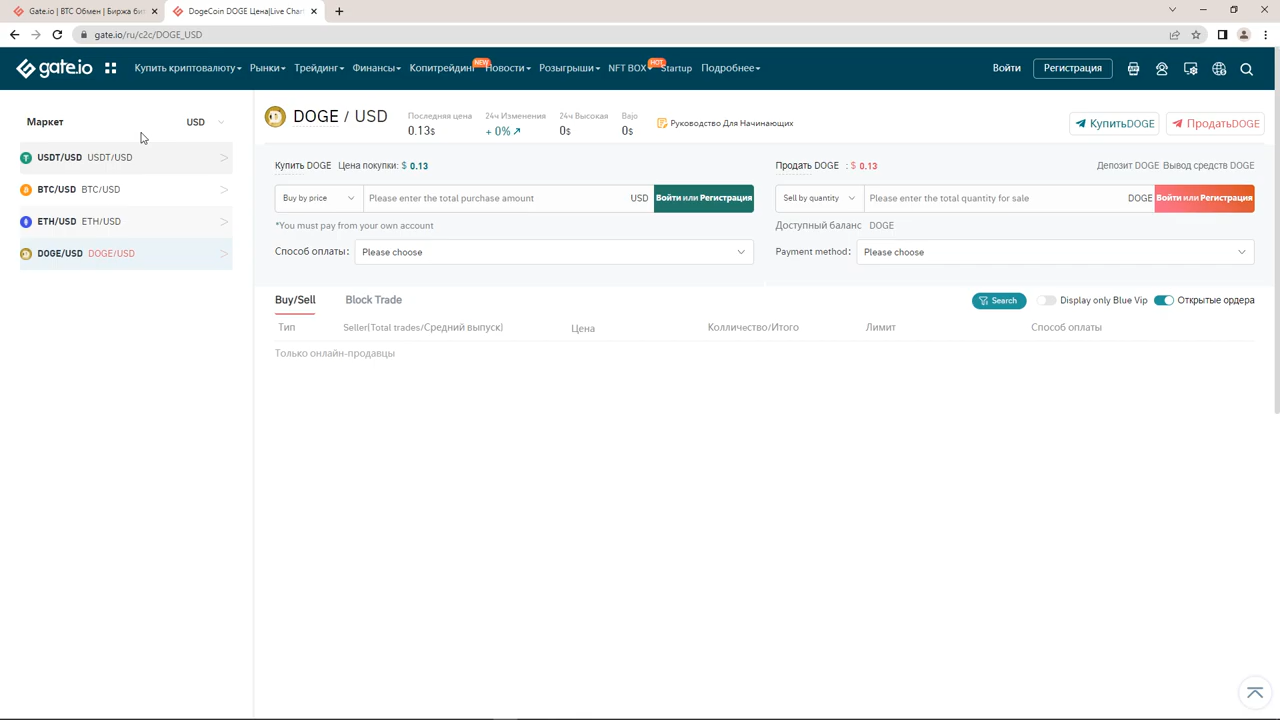 Gate.io | BTC Обмен | Биржа бит
DogeCoin DOGE Цена|Live Chart
gate.io/ru/c2c/DOGE_USD
gate.io
Купить криптовалюту
Рынки
Трейдинг
Финансы
Копитрейдинг
NEW
Новости
Розыгрыши
NFT BOX
HOT
Startup
Подробнее
Войти
Регистрация
Маркет
USD
USDT/USD USDT/USD
BTC/USD BTC/USD
ETH/USD ETH/USD
DOGE/USD DOGE/USD
DOGE / USD
Последняя цена
0.13$
24ч Изменения
+ 0%
24ч Высокая
0$
Bajo
0$
Руководство Для Начинающих
КупитьDOGE
ПродатьDOGE
Купить DOGE Цена покупки: $ 0.13
Buy by price
Please enter the total purchase amount
USD
Войти или Регистрация
*You must pay from your own account
Способ оплаты:
Please choose
Продать DOGE : $ 0.13
Депозит DOGE Вывод средств DOGE
Sell by quantity
Please enter the total quantity for sale
DOGE
Войти или Регистрация
Доступный баланс DOGE
Payment method:
Please choose
Buy/Sell
Block Trade
Search
Display only Blue Vip
Открытые ордера
Тип
Seller(Total trades/Средний выпуск)
Цена
Колличество/Итого
Лимит
Способ оплаты
Только онлайн-продавцы